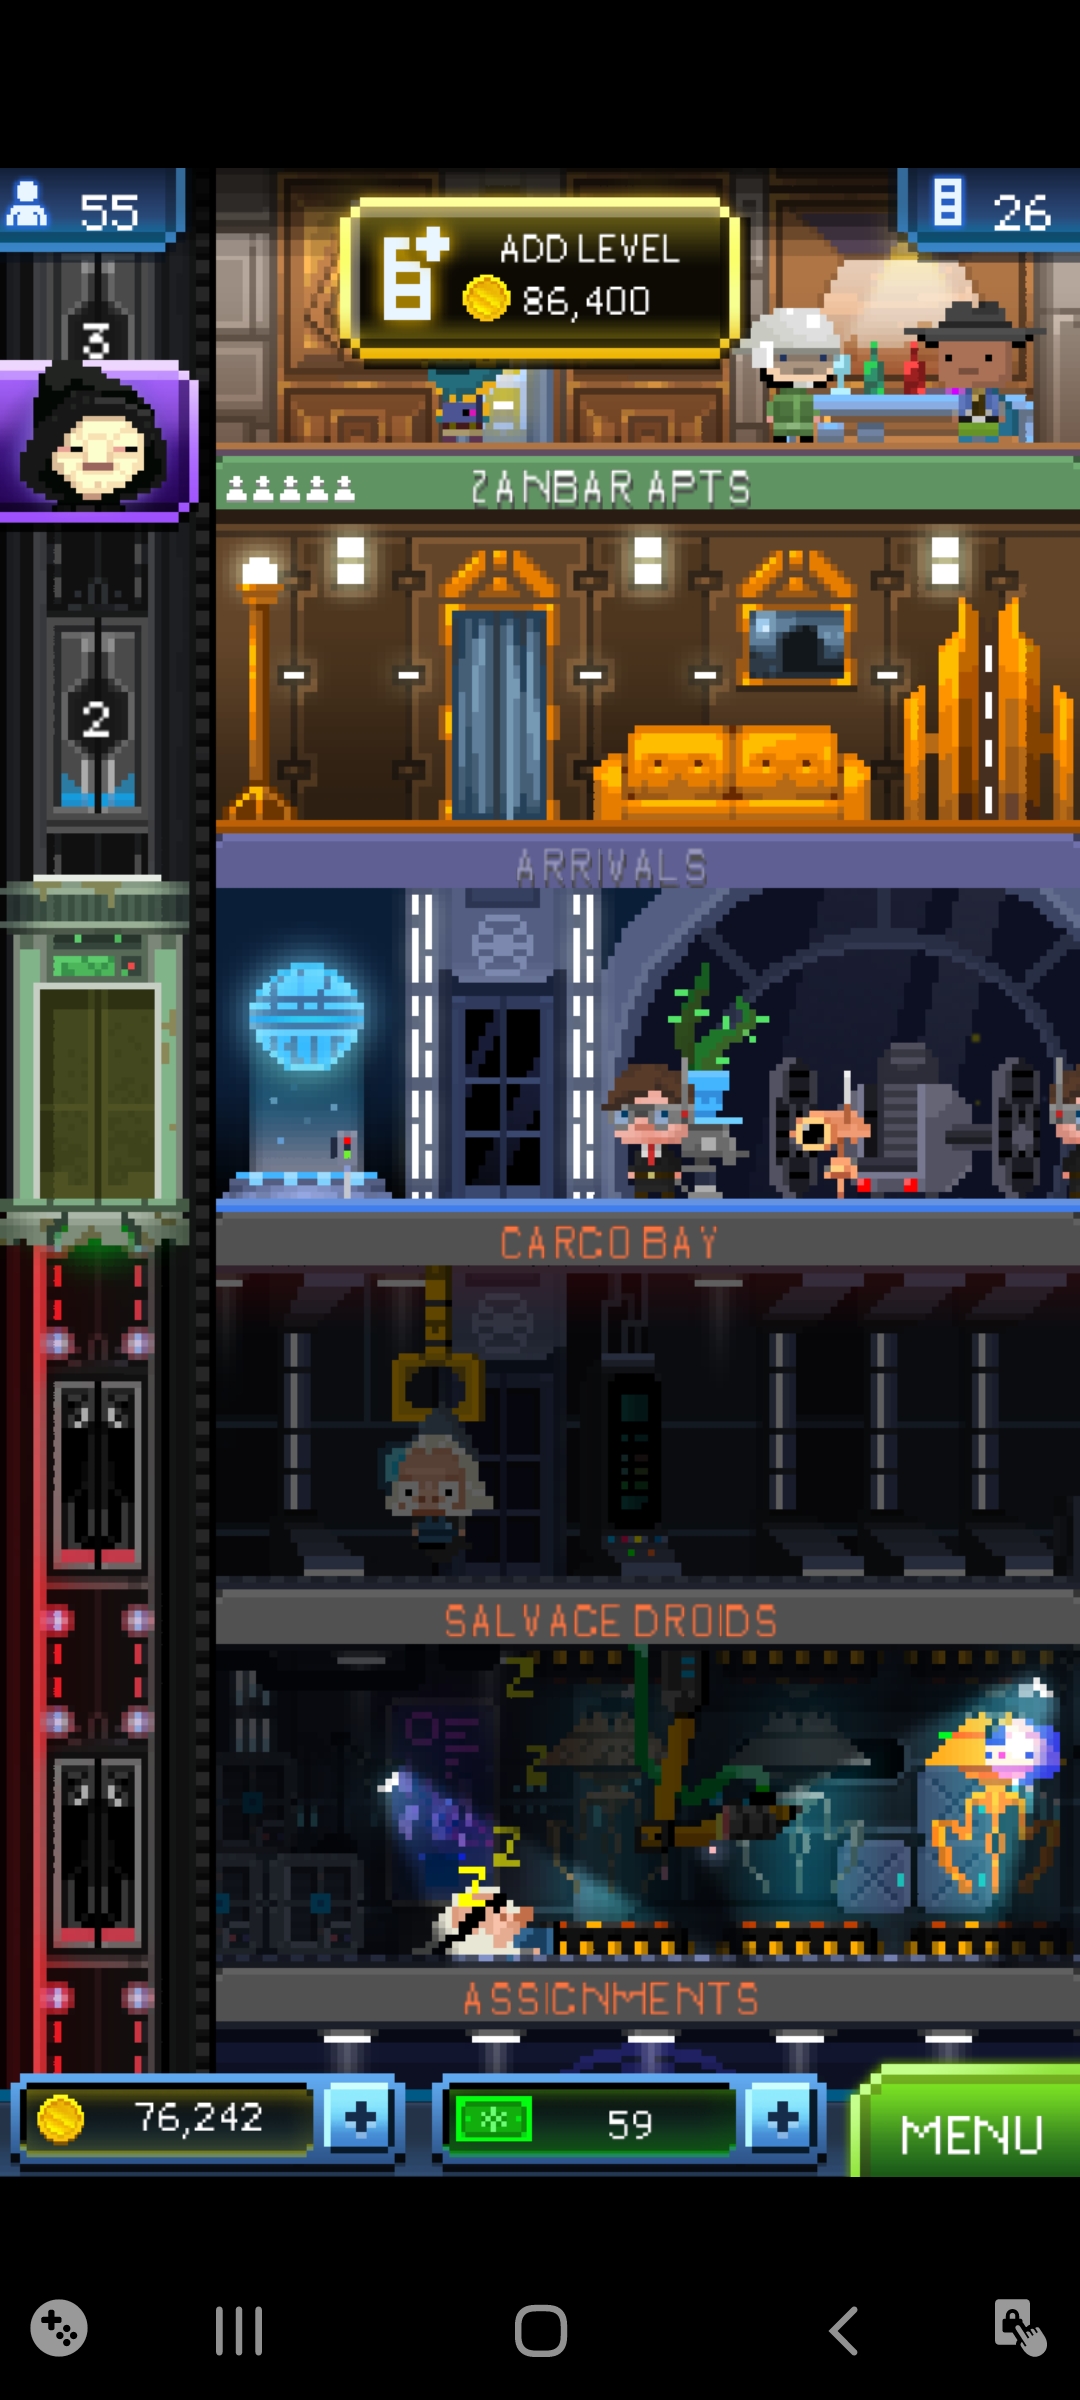 55
ADD LEVEL
86,400
26
3
ZANBAR APTS
2
ARRIVALS
CARGO BAY
SALVAGE DROIDS
Z
Z
Z
Z
ASSIGNMENTS
76,242
59
MENU